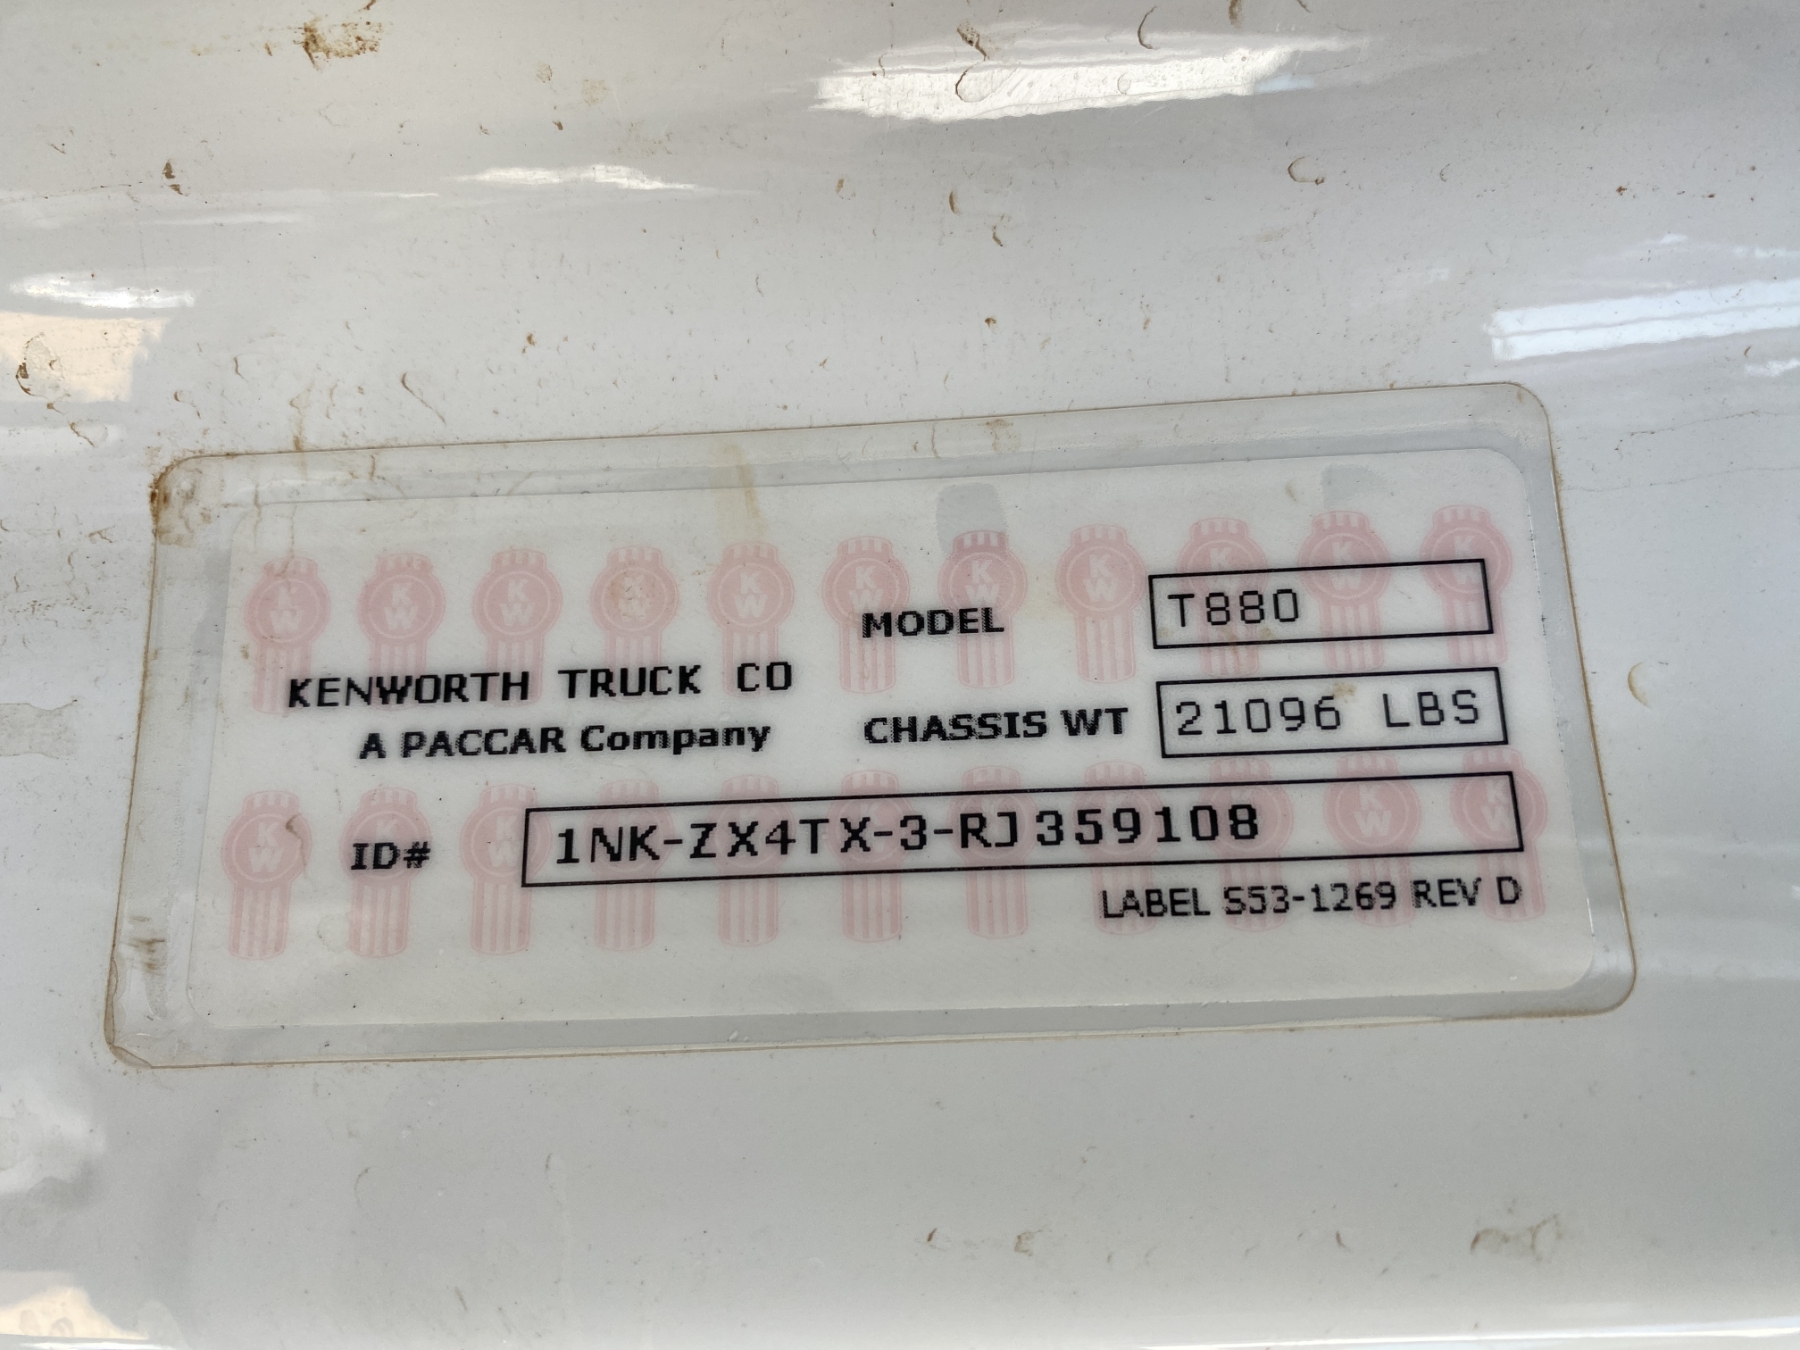 MODEL T880
KENWORTH TRUCK CO
A PACCAR Company
CHASSIS WT 21096 LBS
ID# 1NK-ZX4TX-3-RJ359108
LABEL S53-1269 REV D